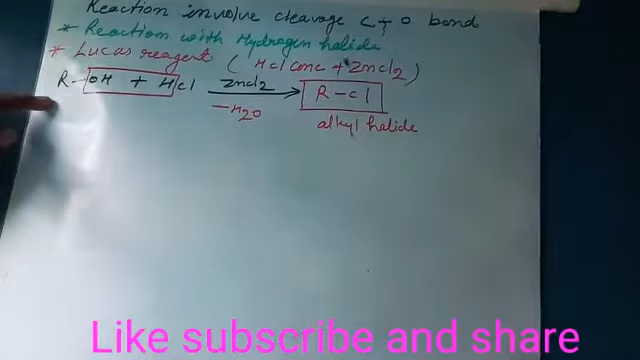 Reaction involve cleavage C+O bond
* Reaction with Hydrogen halide
* Lucas reagent (HCl conc + ZnCl2)
R-OH + HCl ZnCl2 -H2O R-Cl
alkyl halide
Like subscribe and share